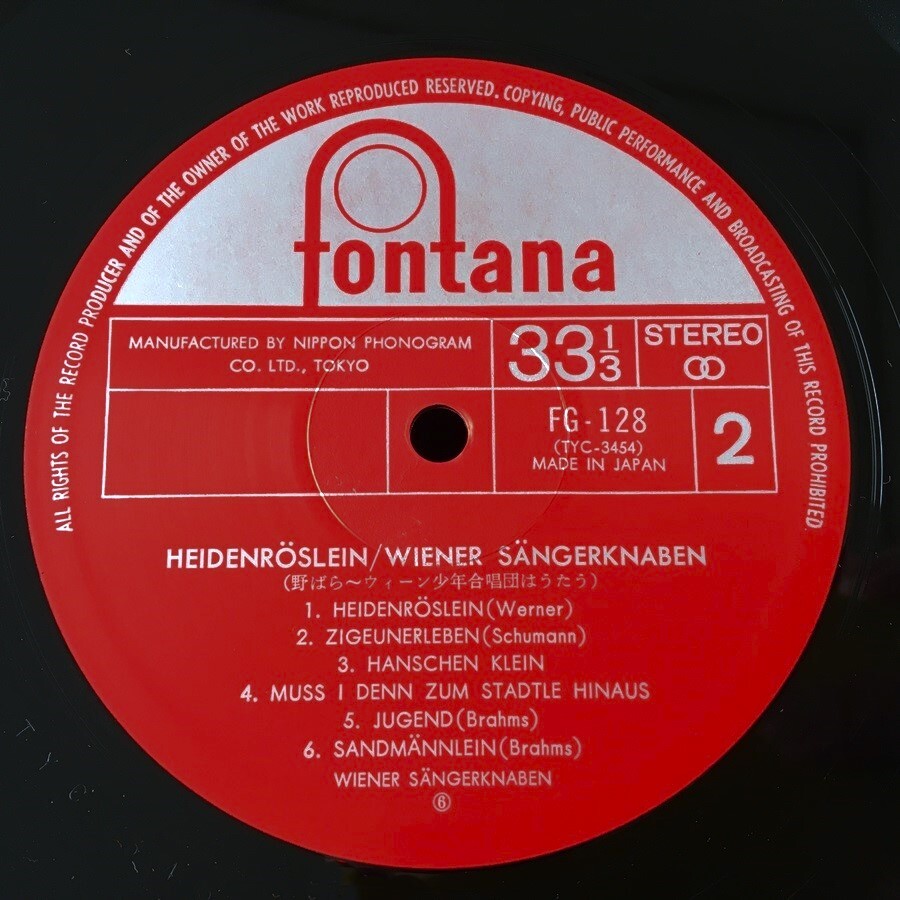 ALL RIGHTS OF THE RECORD PRODUCER AND OF THE OWNER OF THE WORK REPRODUCED RESERVED. COPYING, PUBLIC PERFORMANCE AND BROADCASTING OF THIS RECORD PROHIBITED
fontana
MANUFACTURED BY NIPPON PHONOGRAM
CO. LTD., TOKYO
33 1/3
STEREO
FG-128
(TYC-3454)
MADE IN JAPAN
2
HEIDENRÖSLEIN/WIENER SÄNGERKNABEN
(野ばら～ウィーン少年合唱団はうたう)
1. HEIDENRÖSLEIN(Werner)
2. ZIGEUNERLEBEN(Schumann)
3. HANSCHEN KLEIN
4. MUSS I DENN ZUM STADTLE HINAUS
5. JUGEND(Brahms)
6. SANDMÄNNLEIN(Brahms)
WIENER SÄNGERKNABEN
⑥